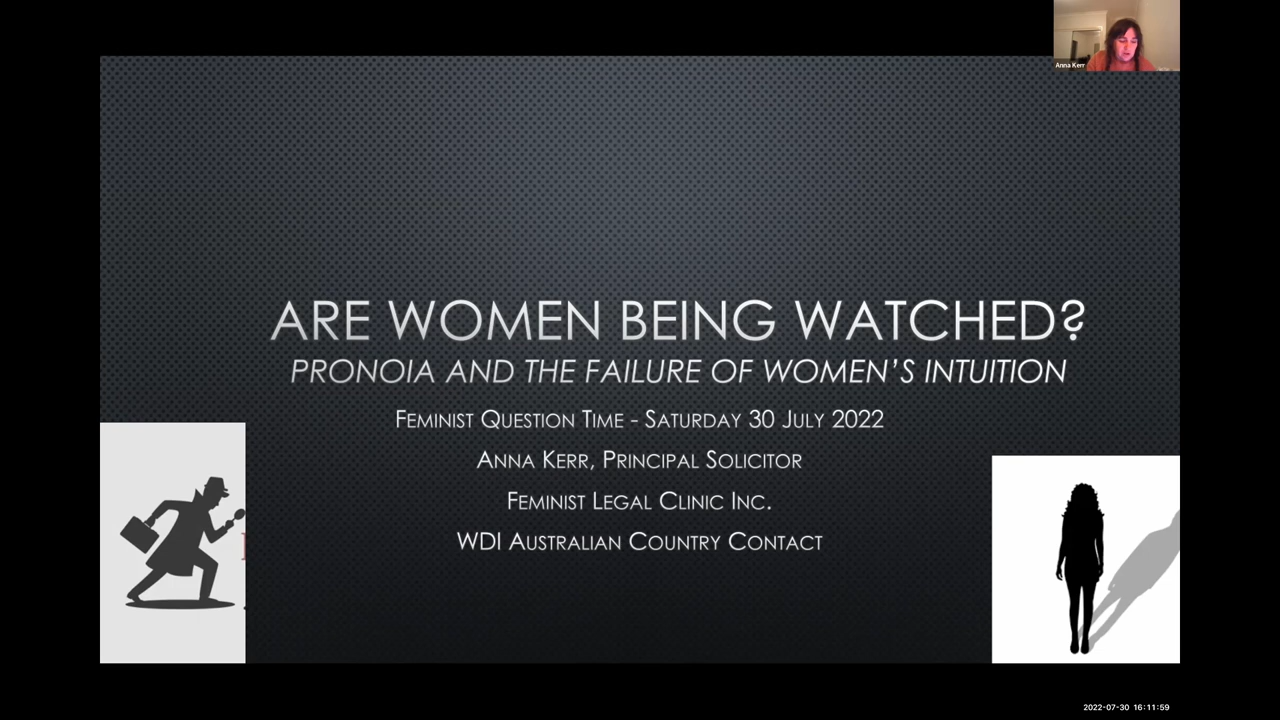 Anna Kerr
ARE WOMEN BEING WATCHED?
PRONOIA AND THE FAILURE OF WOMEN'S INTUITION
FEMINIST QUESTION TIME - SATURDAY 30 JULY 2022
ANNA KERR, PRINCIPAL SOLICITOR
FEMINIST LEGAL CLINIC INC.
WDI AUSTRALIAN COUNTRY CONTACT
2022-07-30 16:11:59